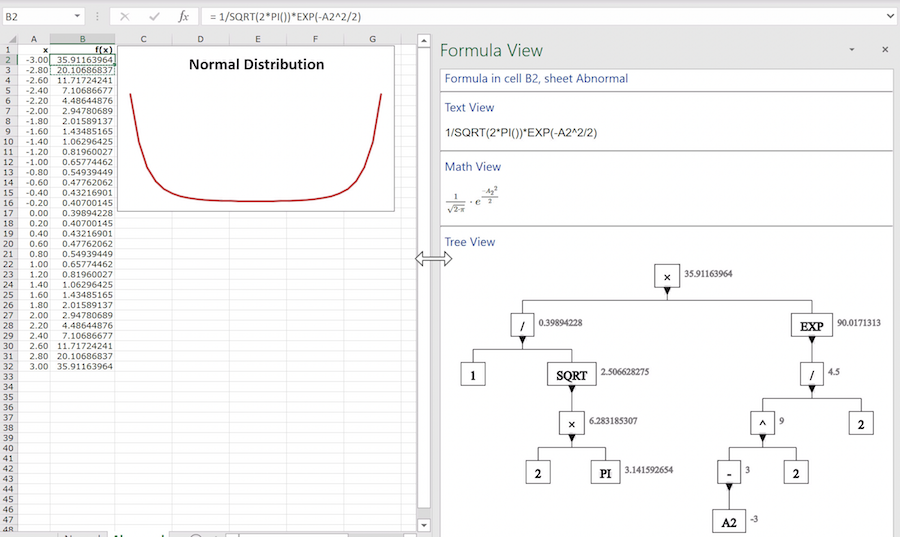 B2 fx = 1/SQRT(2*PI())*EXP(-A2^2/2)
A B C D E F G
1 x f(x)
2 -3.00 35.91163964
3 -2.80 20.10686837
4 -2.60 11.71724241
5 -2.40 7.10686677
6 -2.20 4.48644876
7 -2.00 2.94780689
8 -1.80 2.01589137
9 -1.60 1.43485165
10 -1.40 1.06296425
11 -1.20 0.81960027
12 -1.00 0.65774462
13 -0.80 0.54939449
14 -0.60 0.47762062
15 -0.40 0.43216901
16 -0.20 0.40700145
17 0.00 0.39894228
18 0.20 0.40700145
19 0.40 0.43216901
20 0.60 0.47762062
21 0.80 0.54939449
22 1.00 0.65774462
23 1.20 0.81960027
24 1.40 1.06296425
25 1.60 1.43485165
26 1.80 2.01589137
27 2.00 2.94780689
28 2.20 4.48644876
29 2.40 7.10686677
30 2.60 11.71724241
31 2.80 20.10686837
32 3.00 35.91163964
33
34
35
36
37
38
39
40
41
42
43
44
45
46
47
48
Normal Distribution
Formula View
Formula in cell B2, sheet Abnormal
Text View
1/SQRT(2*PI())*EXP(-A2^2/2)
Math View
1/√2·π · e^(-A2^2/2)
Tree View
× 35.91163964
/ 0.39894228 EXP 90.0171313
1 SQRT 2.506628275 / 4.5
× 6.283185307 ^ 9 2
2 PI 3.141592654 - 3 2
A2 -3